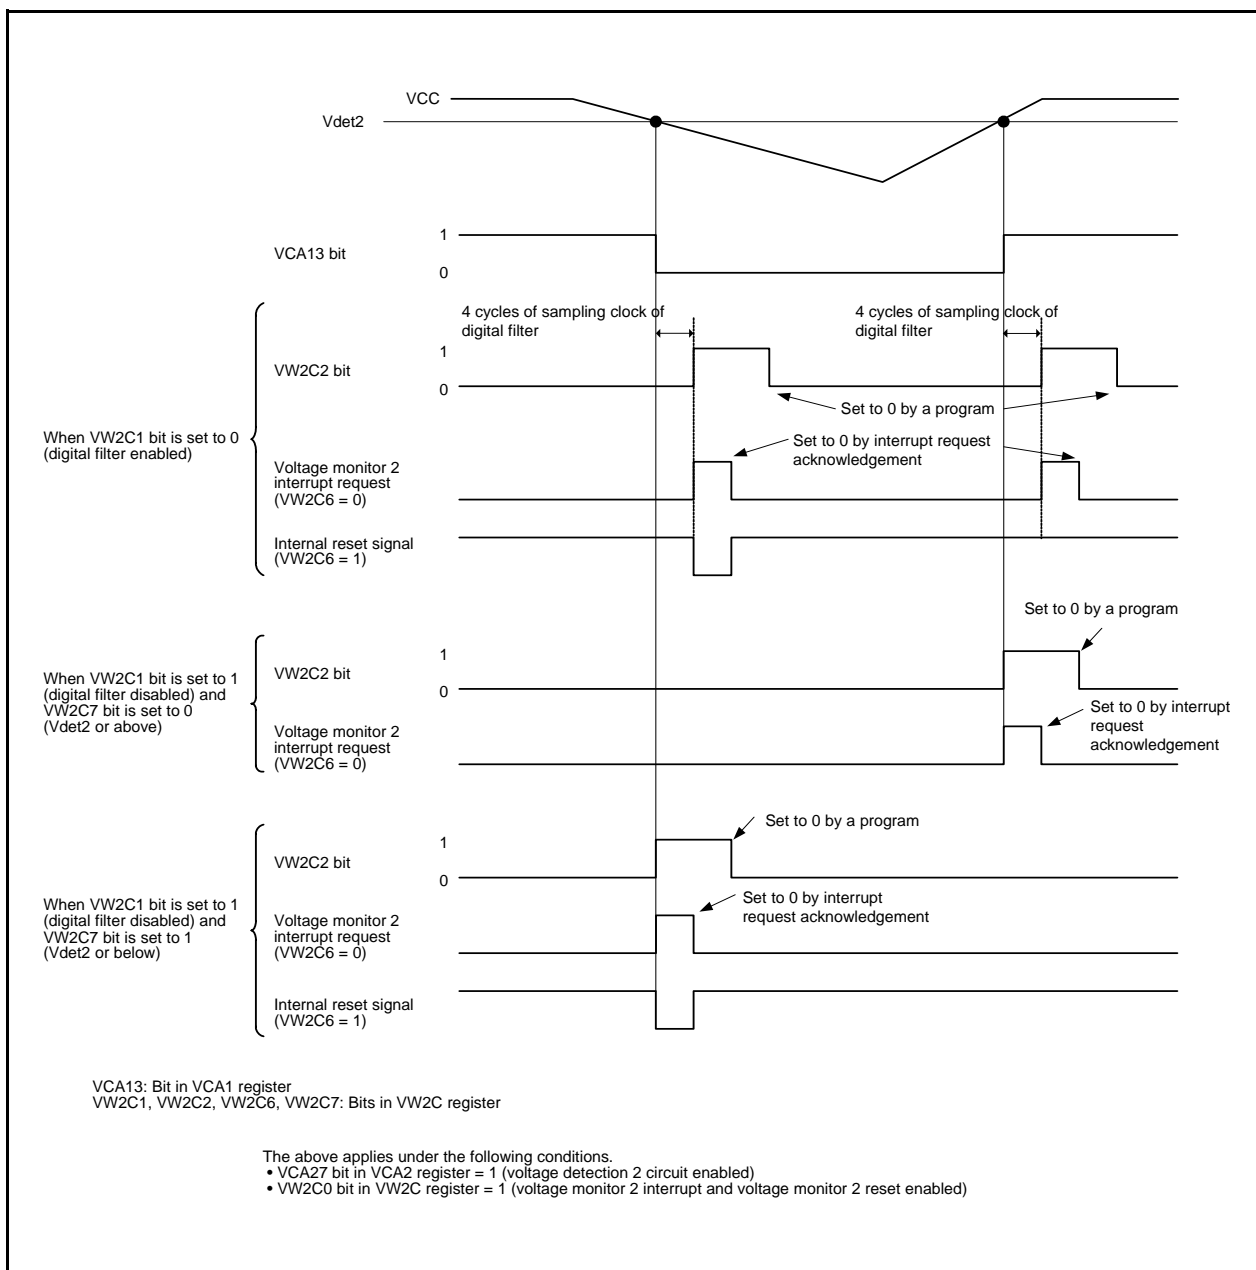 VCC
Vdet2
1
VCA13 bit
0
4 cycles of sampling clock of
digital filter
4 cycles of sampling clock of
digital filter
1
VW2C2 bit
0
Set to 0 by a program
When VW2C1 bit is set to 0
(digital filter enabled)
Set to 0 by interrupt request
acknowledgement
Voltage monitor 2
interrupt request
(VW2C6 = 0)
Internal reset signal
(VW2C6 = 1)
Set to 0 by a program
1
VW2C2 bit
0
When VW2C1 bit is set to 1
(digital filter disabled) and
VW2C7 bit is set to 0
(Vdet2 or above)
Set to 0 by interrupt
request
acknowledgement
Voltage monitor 2
interrupt request
(VW2C6 = 0)
Set to 0 by a program
1
VW2C2 bit
0
When VW2C1 bit is set to 1
(digital filter disabled) and
VW2C7 bit is set to 1
(Vdet2 or below)
Set to 0 by interrupt
request acknowledgement
Voltage monitor 2
interrupt request
(VW2C6 = 0)
Internal reset signal
(VW2C6 = 1)
VCA13: Bit in VCA1 register
VW2C1, VW2C2, VW2C6, VW2C7: Bits in VW2C register
The above applies under the following conditions.
• VCA27 bit in VCA2 register = 1 (voltage detection 2 circuit enabled)
• VW2C0 bit in VW2C register = 1 (voltage monitor 2 interrupt and voltage monitor 2 reset enabled)